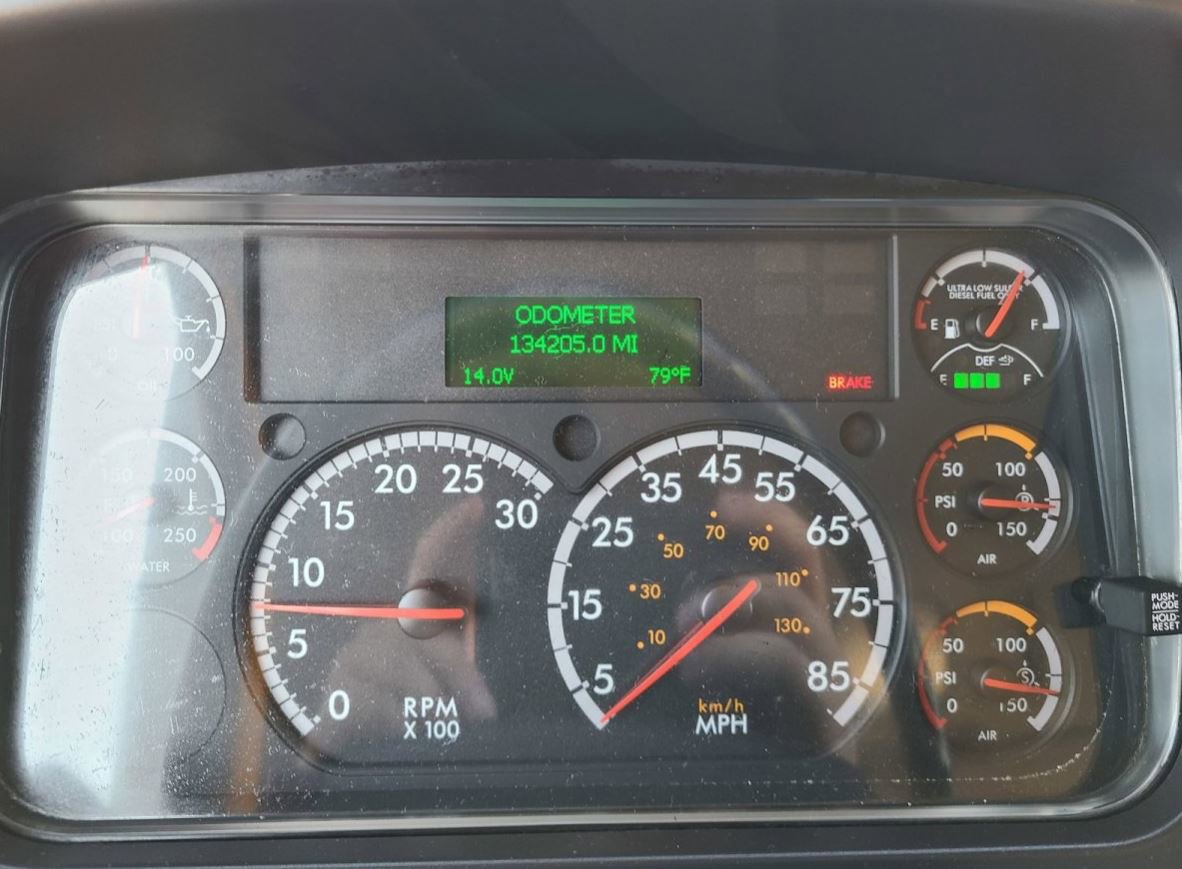 ODOMETER
134205.0 MI
14.0V 79°F
BRAKE
0 100
OIL
150 200
100 250
WATER
0 5 10 15 20 25 30
RPM
X 100
5 15 25 35 45 55 65 75 85
10 30 50 70 90 110 130
km/h
MPH
ULTRA LOW SULFUR
DIESEL FUEL ONLY
E F
DEF
E F
50 100
PSI P
0 150
AIR
50 100
PSI S
0 150
AIR
PUSH-
MODE
HOLD-
RESET